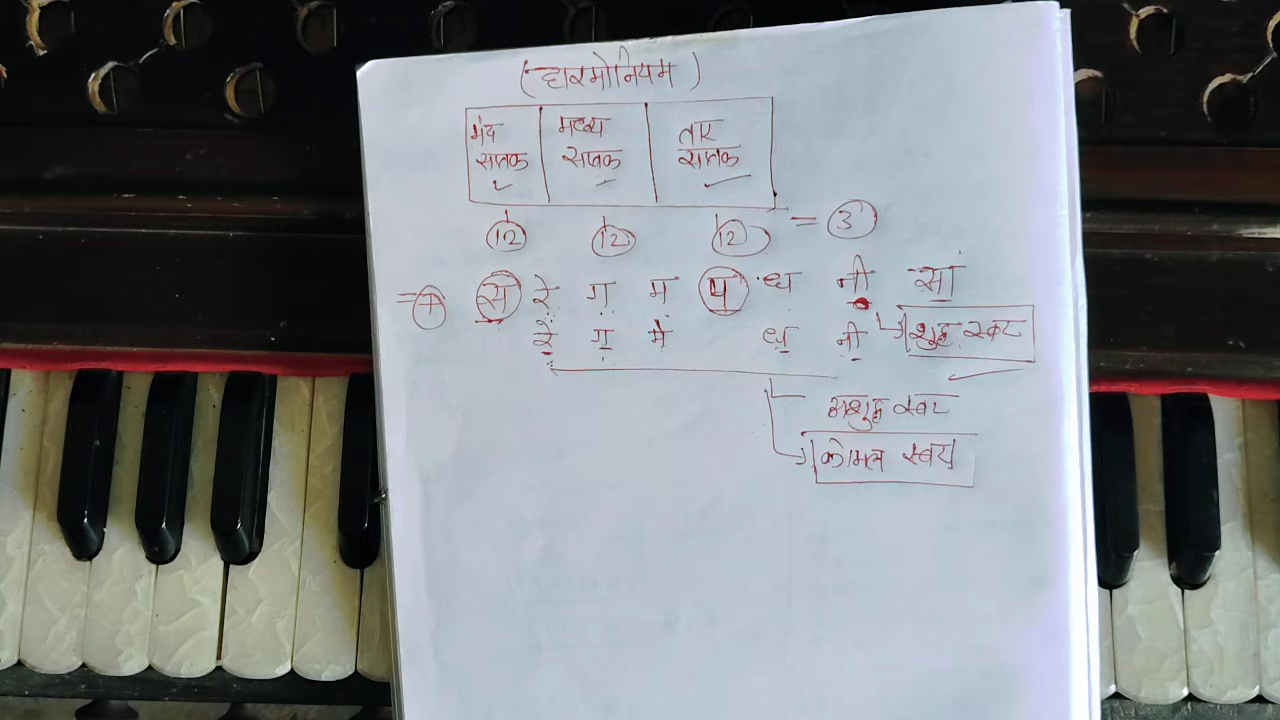 (हारमोनियम)
मंद मध्य तार
सप्तक सप्तक सप्तक
12 12 12 = 3
= 7 स रे ग म प ध नी सां
रे ग मे ध नी शुद्ध स्वर
अशुद्ध स्वर
कोमल स्वर